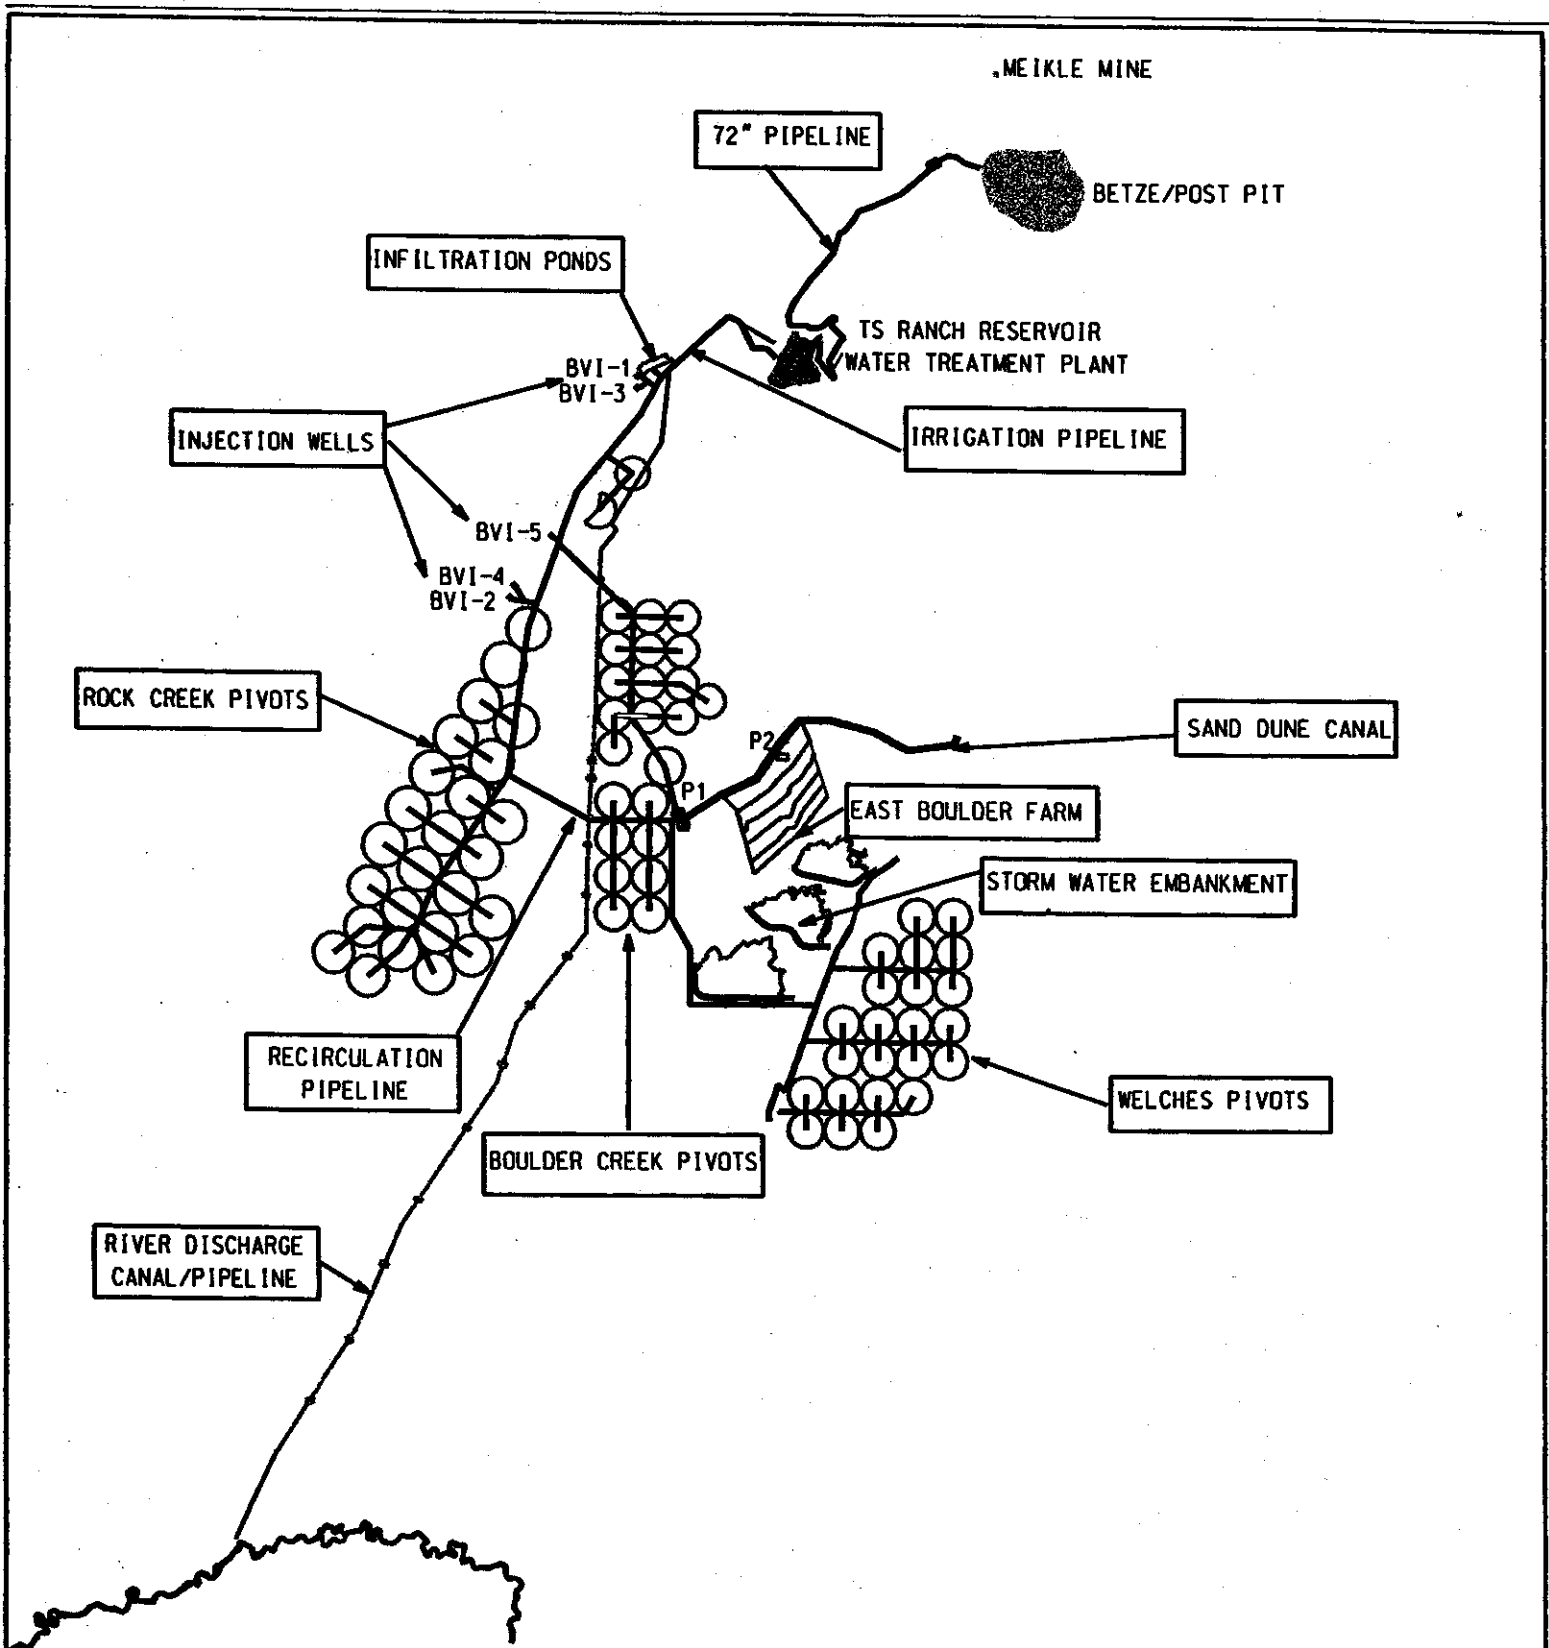 MEIKLE MINE
72" PIPELINE
BETZE/POST PIT
INFILTRATION PONDS
TS RANCH RESERVOIR
WATER TREATMENT PLANT
BVI-1
BVI-3
INJECTION WELLS
IRRIGATION PIPELINE
BVI-5
BVI-4
BVI-2
ROCK CREEK PIVOTS
SAND DUNE CANAL
P2
P1
EAST BOULDER FARM
STORM WATER EMBANKMENT
RECIRCULATION
PIPELINE
WELCHES PIVOTS
BOULDER CREEK PIVOTS
RIVER DISCHARGE
CANAL/PIPELINE